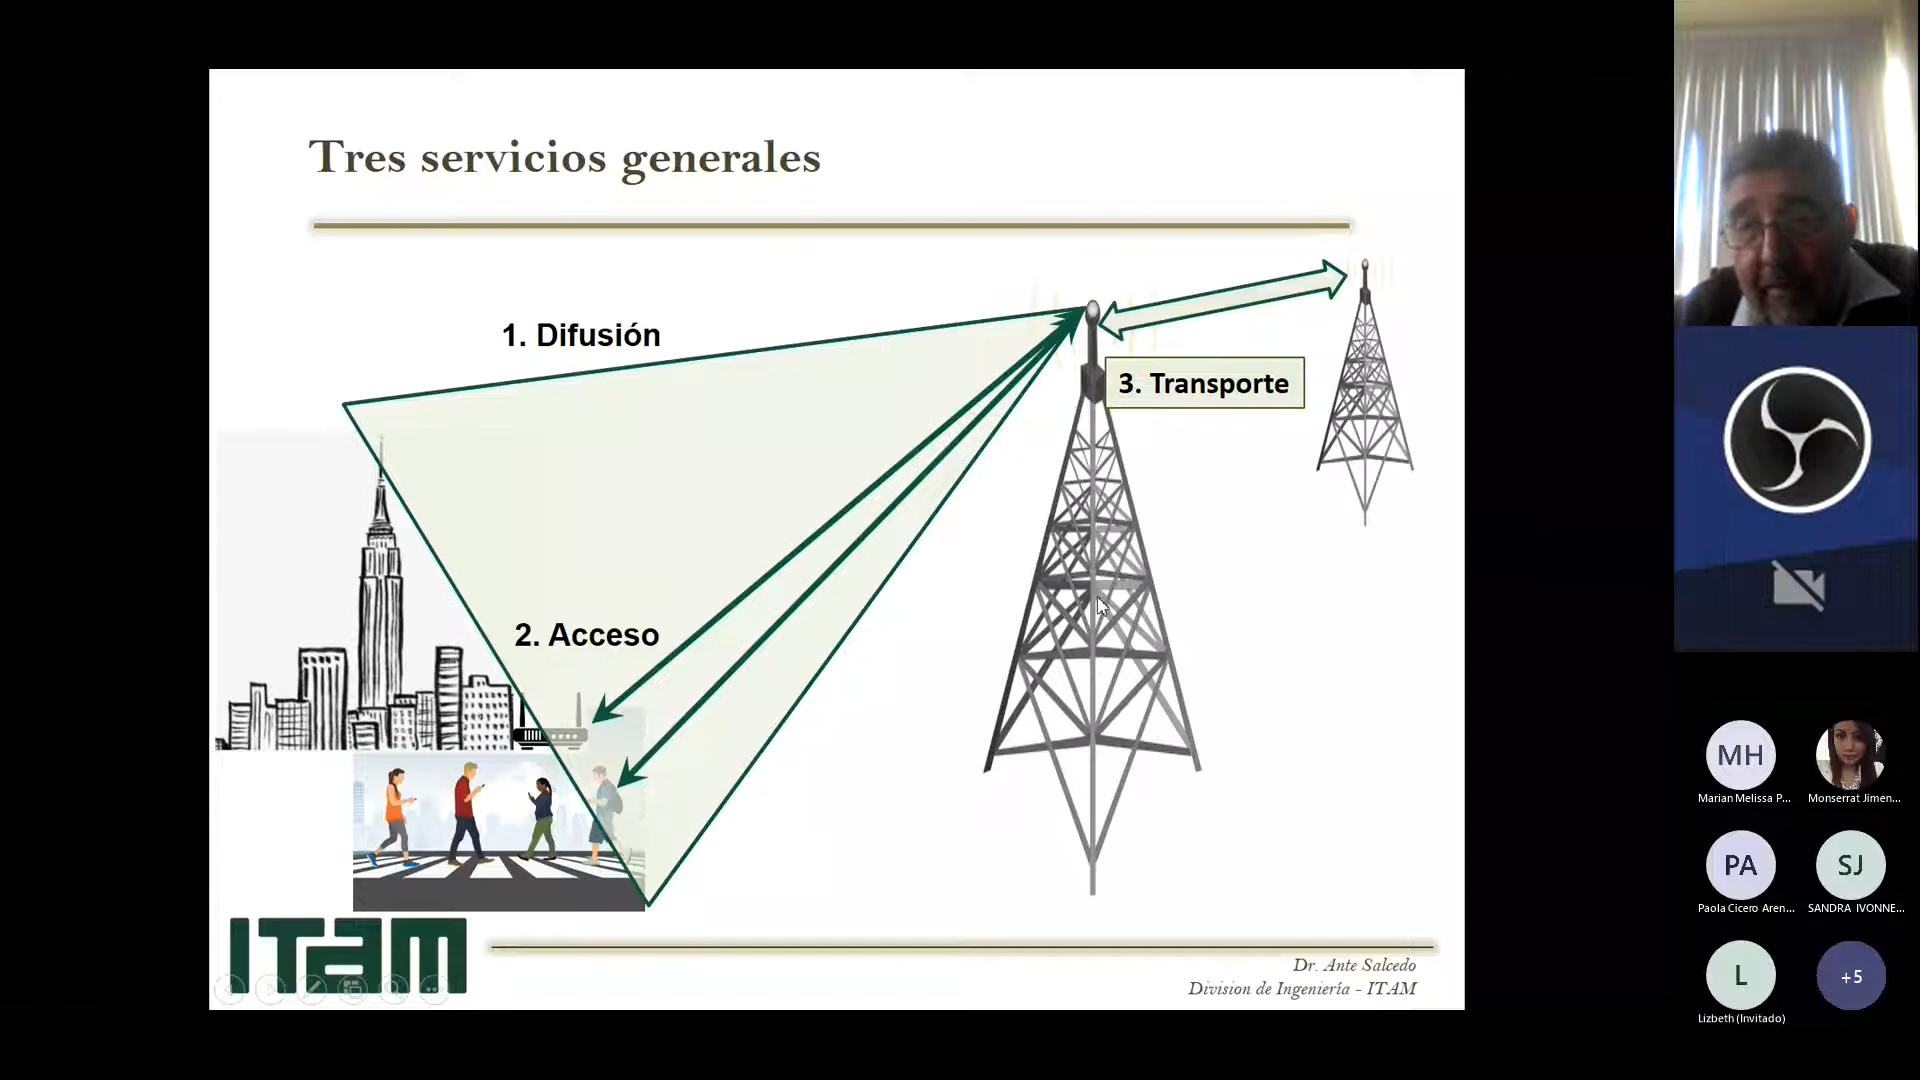 Tres servicios generales
1. Difusión
3. Transporte
2. Acceso
ITAM
Dr. Ante Salcedo
Division de Ingeniería - ITAM
MH
Marian Melissa P...
Monserrat Jimen...
PA
Paola Cicero Aren...
SJ
SANDRA IVONNE...
L
Lizbeth (Invitado)
+5